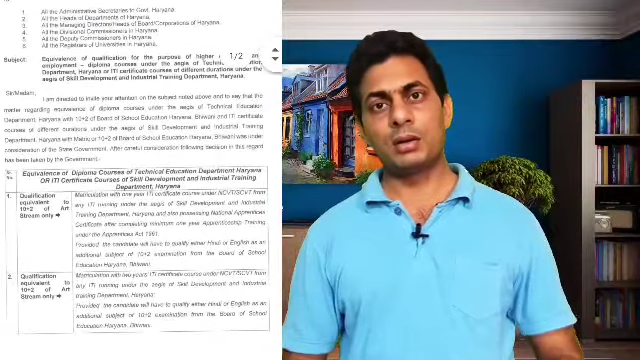 1 All the Administrative Secretaries to Govt. Haryana.
2 All the Heads of Departments of Haryana,
3. All the Managing Directors/Heads of Board/Corporations of Haryana.
4. All the Divisional Commissioners in Haryana,
5. All the Deputy Commissioners in Haryana,
6. All the Registrars of Universities in Haryana,
Subject: Equivalence of qualification for the purpose of higher 1/2 an
employment – diploma courses under the aegis of
Department, Haryana or ITI certificate courses of different durations under the
aegis of Skill Development and Industrial Training Department, Haryana.
Sir/Madam,
I am directed to invite your attention on the subject noted above and to say that the
matter regarding equivalence of diploma courses under the aegis of Technical Education
Department, Haryana with 10+2 of Board of School Education Haryana, Bhiwani and ITI certificate
courses of different durations under the aegis of Skill Development and Industrial Training
Department, Haryana with Matric or 10+2 of Board of School Education Haryana, Bhiwani was under
consideration of the State Government. After careful consideration following decision in this regard
has been taken by the Government:-
Sr. No. Equivalence of Diploma Courses of Technical Education Department Haryana
OR ITI Certificate Courses of Skill Development and Industrial Training
Department, Haryana
1. Qualification equivalent to 10+2 of Art Stream only ➔
Matriculation with one year ITI certificate course under NCVT/SCVT from
any ITI running under the aegis of Skill Development and Industrial
Training Department, Haryana and also possessing National Apprentices
Certificate after completing minimum one year Apprenticeship Training
under the Apprentices Act 1961.
Provided the candidate will have to qualify either Hindi or English as an
additional subject of 10+2 examination from the Board of School
Education Haryana, Bhiwani.
2. Qualification equivalent to 10+2 of Art Stream only ➔
Matriculation with two years ITI certificate course under NCVT/SCVT from
any ITI running under the aegis of Skill Development and Industrial
training Department, Haryana
Provided the candidate will have to qualify either Hindi or English as an
additional subject of 10+2 examination from the Board of School
Education Haryana, Bhiwani.